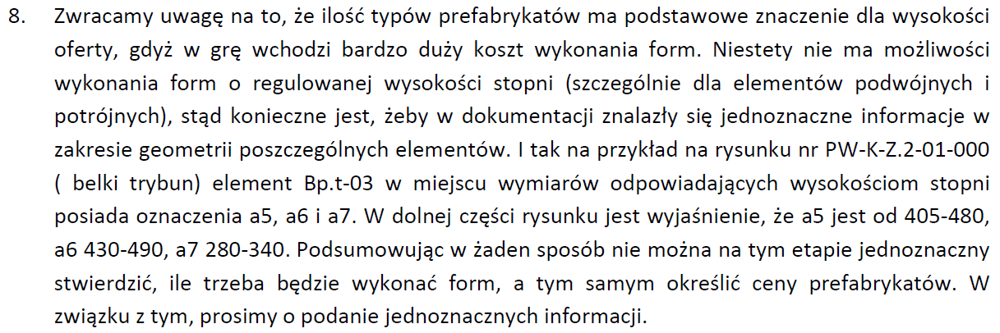 8. Zwracamy uwagę na to, że ilość typów prefabrykatów ma podstawowe znaczenie dla wysokości
oferty, gdyż w grę wchodzi bardzo duży koszt wykonania form. Niestety nie ma możliwości
wykonania form o regulowanej wysokości stopni (szczególnie dla elementów podwójnych i
potrójnych), stąd konieczne jest, żeby w dokumentacji znalazły się jednoznaczne informacje w
zakresie geometrii poszczególnych elementów. I tak na przykład na rysunku nr PW-K-Z.2-01-000
( belki trybun) element Bp.t-03 w miejscu wymiarów odpowiadających wysokościom stopni
posiada oznaczenia a5, a6 i a7. W dolnej części rysunku jest wyjaśnienie, że a5 jest od 405-480,
a6 430-490, a7 280-340. Podsumowując w żaden sposób nie można na tym etapie jednoznaczny
stwierdzić, ile trzeba będzie wykonać form, a tym samym określić ceny prefabrykatów. W
związku z tym, prosimy o podanie jednoznacznych informacji.